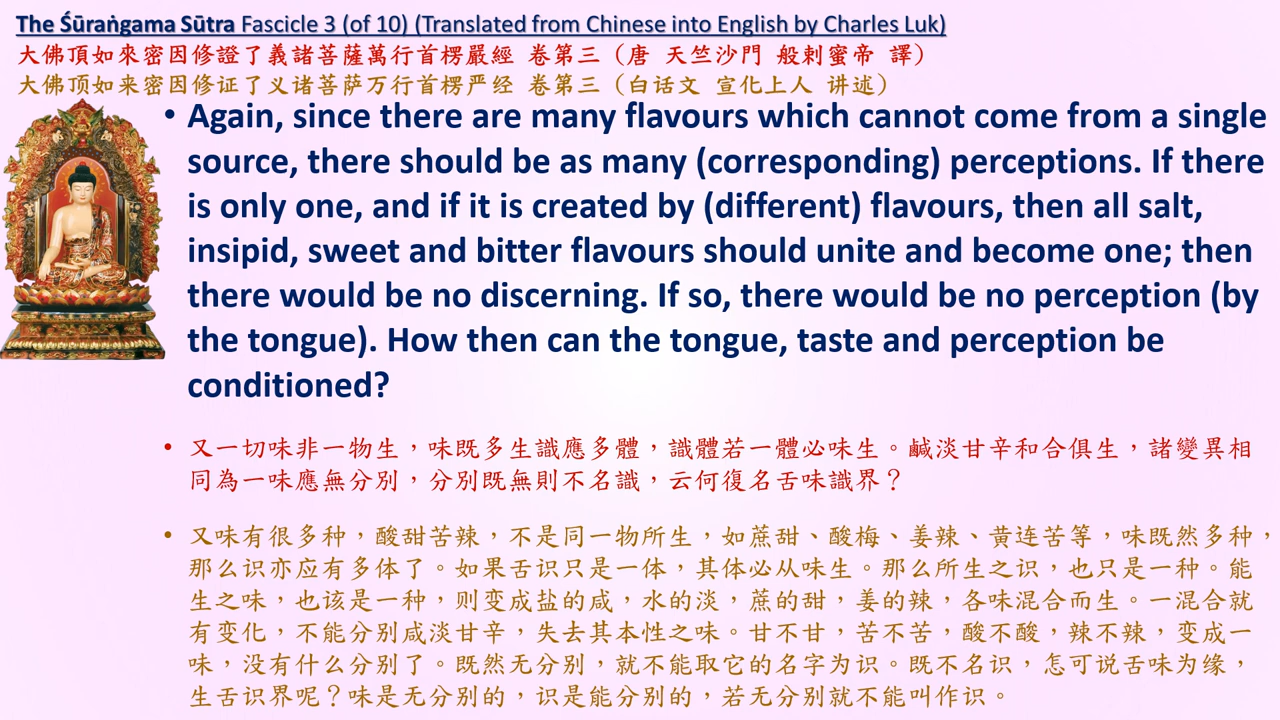 The Śūraṅgama Sūtra Fascicle 3 (of 10) (Translated from Chinese into English by Charles Luk)
大佛頂如來密因修證了義諸菩薩萬行首楞嚴經 卷第三（唐 天竺沙門 般剌蜜帝 譯）
大佛顶如来密因修证了义诸菩萨万行首楞严经 卷第三（白话文 宣化上人 讲述）
• Again, since there are many flavours which cannot come from a single
source, there should be as many (corresponding) perceptions. If there
is only one, and if it is created by (different) flavours, then all salt,
insipid, sweet and bitter flavours should unite and become one; then
there would be no discerning. If so, there would be no perception (by
the tongue). How then can the tongue, taste and perception be
conditioned?
• 又一切味非一物生，味既多生識應多體，識體若一體必味生。鹹淡甘辛和合俱生，諸變異相
同為一味應無分別，分別既無則不名識，云何復名舌味識界？
• 又味有很多种，酸甜苦辣，不是同一物所生，如蔗甜、酸梅、姜辣、黄连苦等，味既然多种，
那么识亦应有多体了。如果舌识只是一体，其体必从味生。那么所生之识，也只是一种。能
生之味，也该是一种，则变成盐的咸，水的淡，蔗的甜，姜的辣，各味混合而生。一混合就
有变化，不能分别咸淡甘辛，失去其本性之味。甘不甘，苦不苦，酸不酸，辣不辣，变成一
味，没有什么分别了。既然无分别，就不能取它的名字为识。既不名识，怎可说舌味为缘，
生舌识界呢？味是无分别的，识是能分别的，若无分别就不能叫作识。